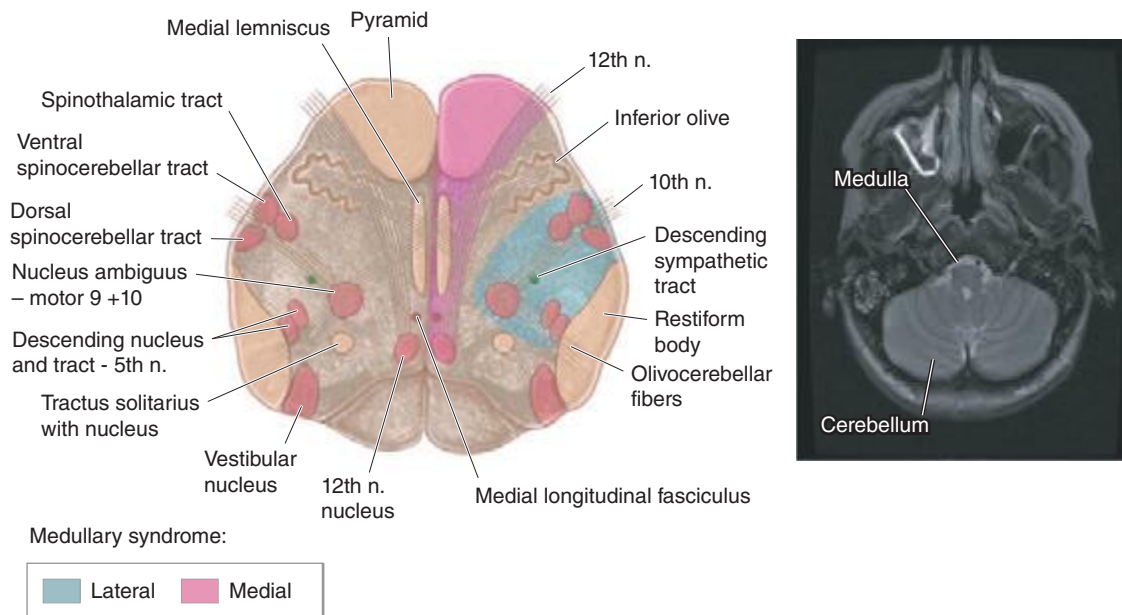 Medial lemniscus
Pyramid
12th n.
Spinothalamic tract
Inferior olive
Ventral
spinocerebellar tract
10th n.
Dorsal
spinocerebellar tract
Descending
sympathetic
tract
Nucleus ambiguus
– motor 9 +10
Restiform
body
Descending nucleus
and tract - 5th n.
Olivocerebellar
fibers
Tractus solitarius
with nucleus
Vestibular
nucleus
12th n.
nucleus
Medial longitudinal fasciculus
Medulla
Cerebellum
Medullary syndrome:
Lateral
Medial